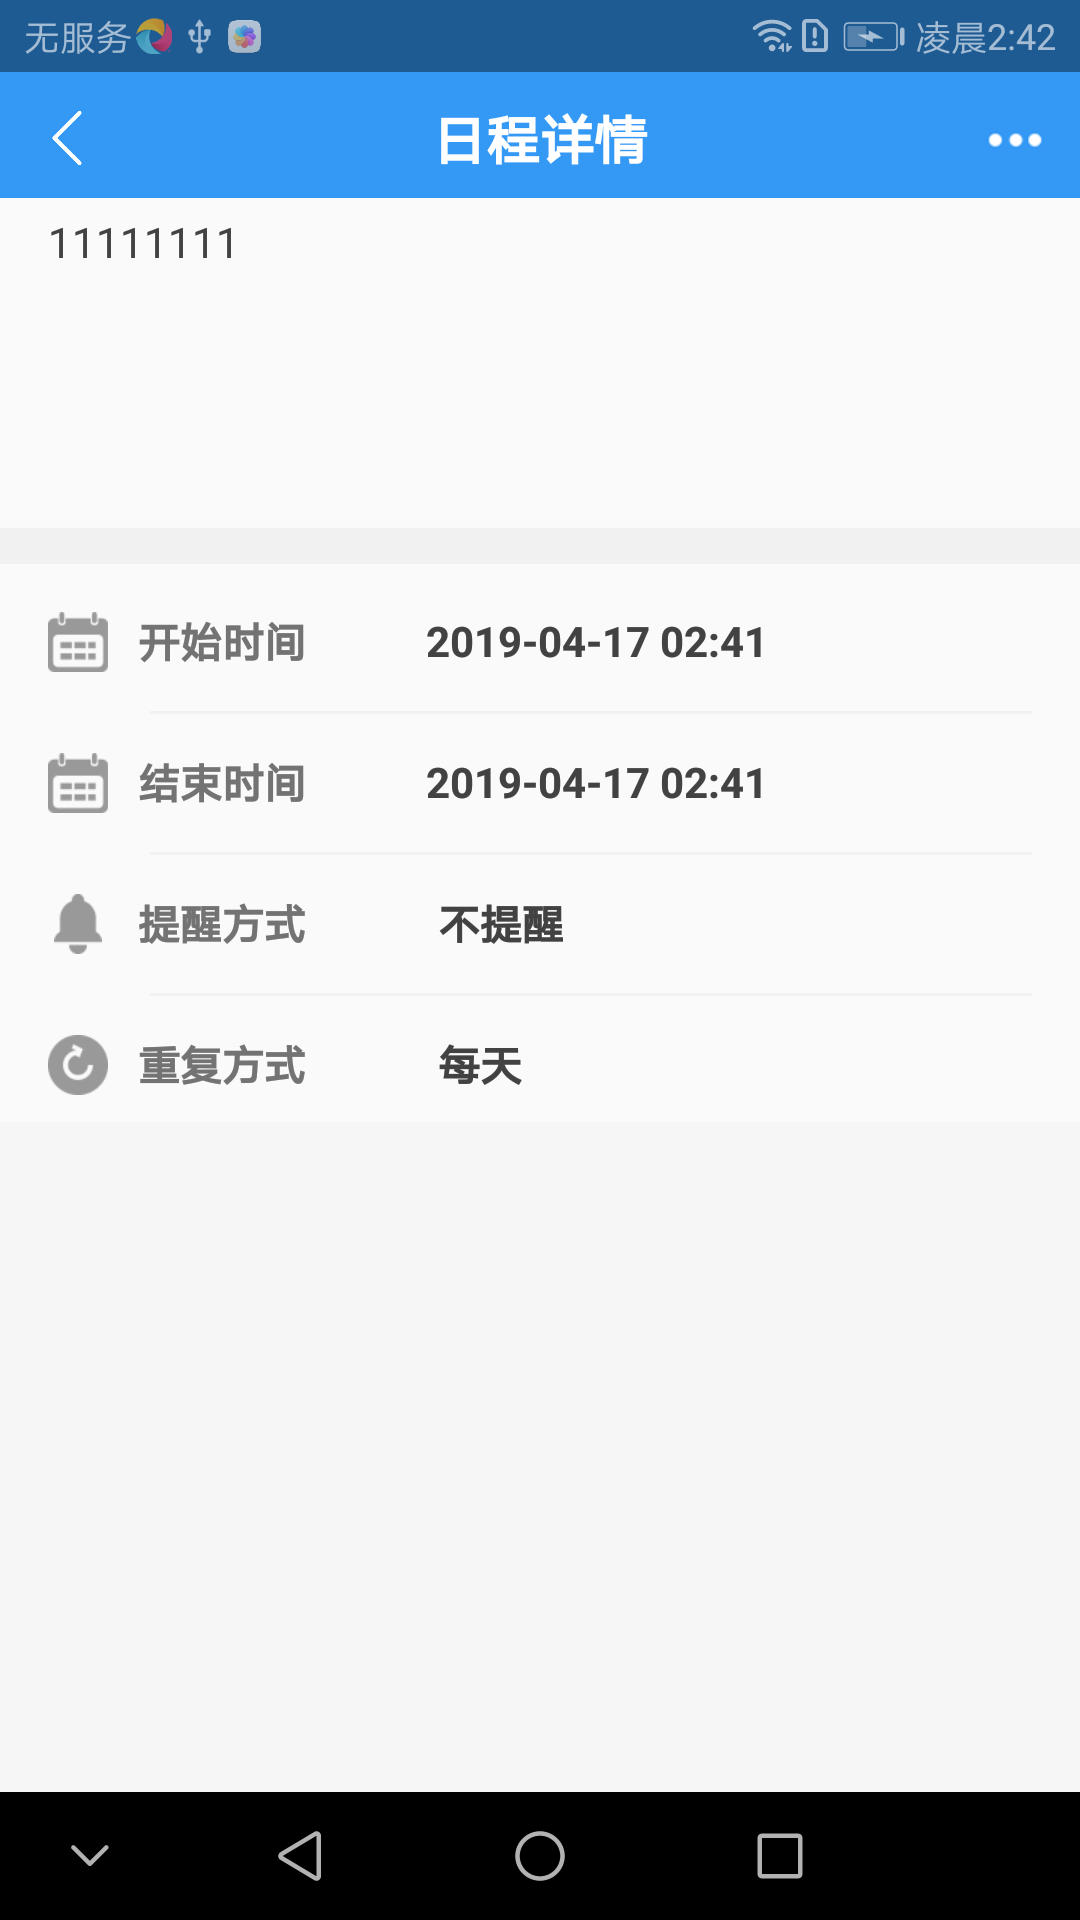 无服务 凌晨2:42
日程详情
11111111
开始时间 2019-04-17 02:41
结束时间 2019-04-17 02:41
提醒方式 不提醒
重复方式 每天